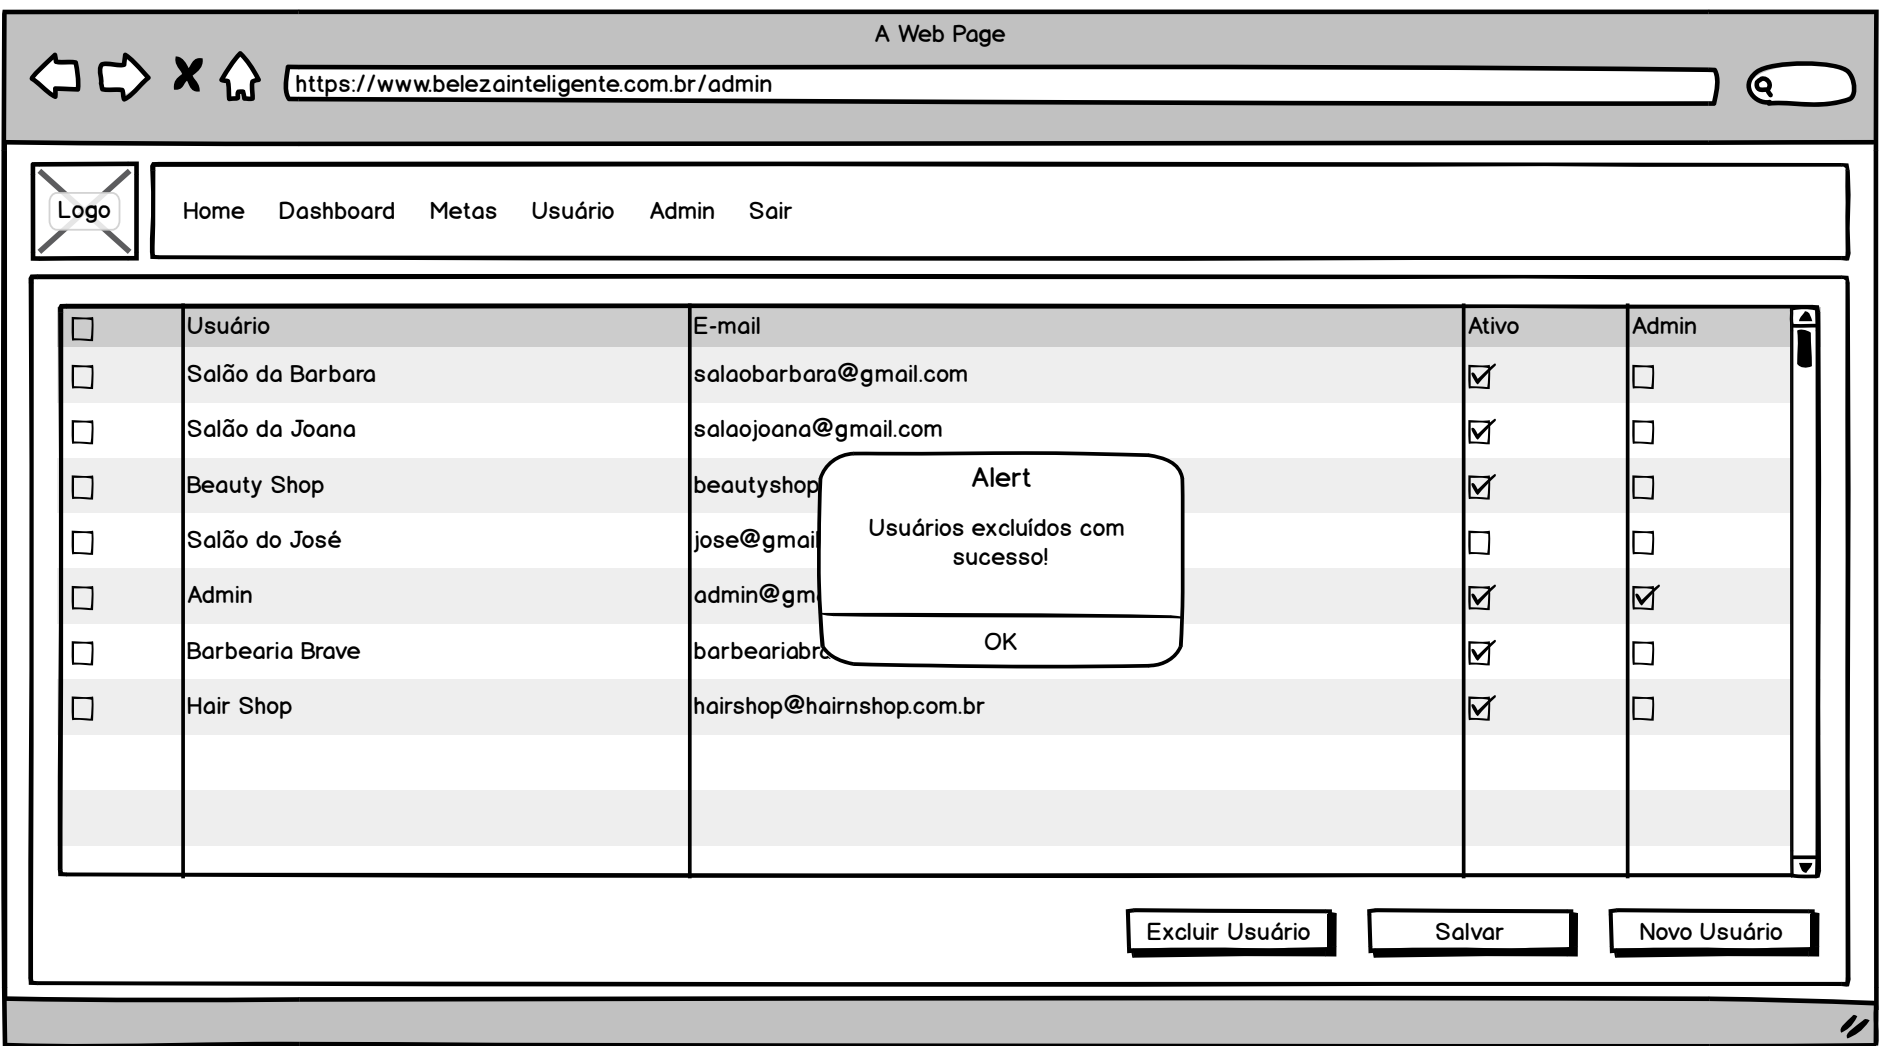 A Web Page
https://www.belezainteligente.com.br/admin
Logo
Home Dashboard Metas Usuário Admin Sair
Usuário E-mail Ativo Admin
Salão da Barbara salaobarbara@gmail.com
Salão da Joana salaojoana@gmail.com
Beauty Shop beautyshop
Salão do José jose@gmail
Admin admin@gm
Barbearia Brave barbeariabr
Hair Shop hairshop@hairnshop.com.br
Alert
Usuários excluídos com
sucesso!
OK
Excluir Usuário Salvar Novo Usuário